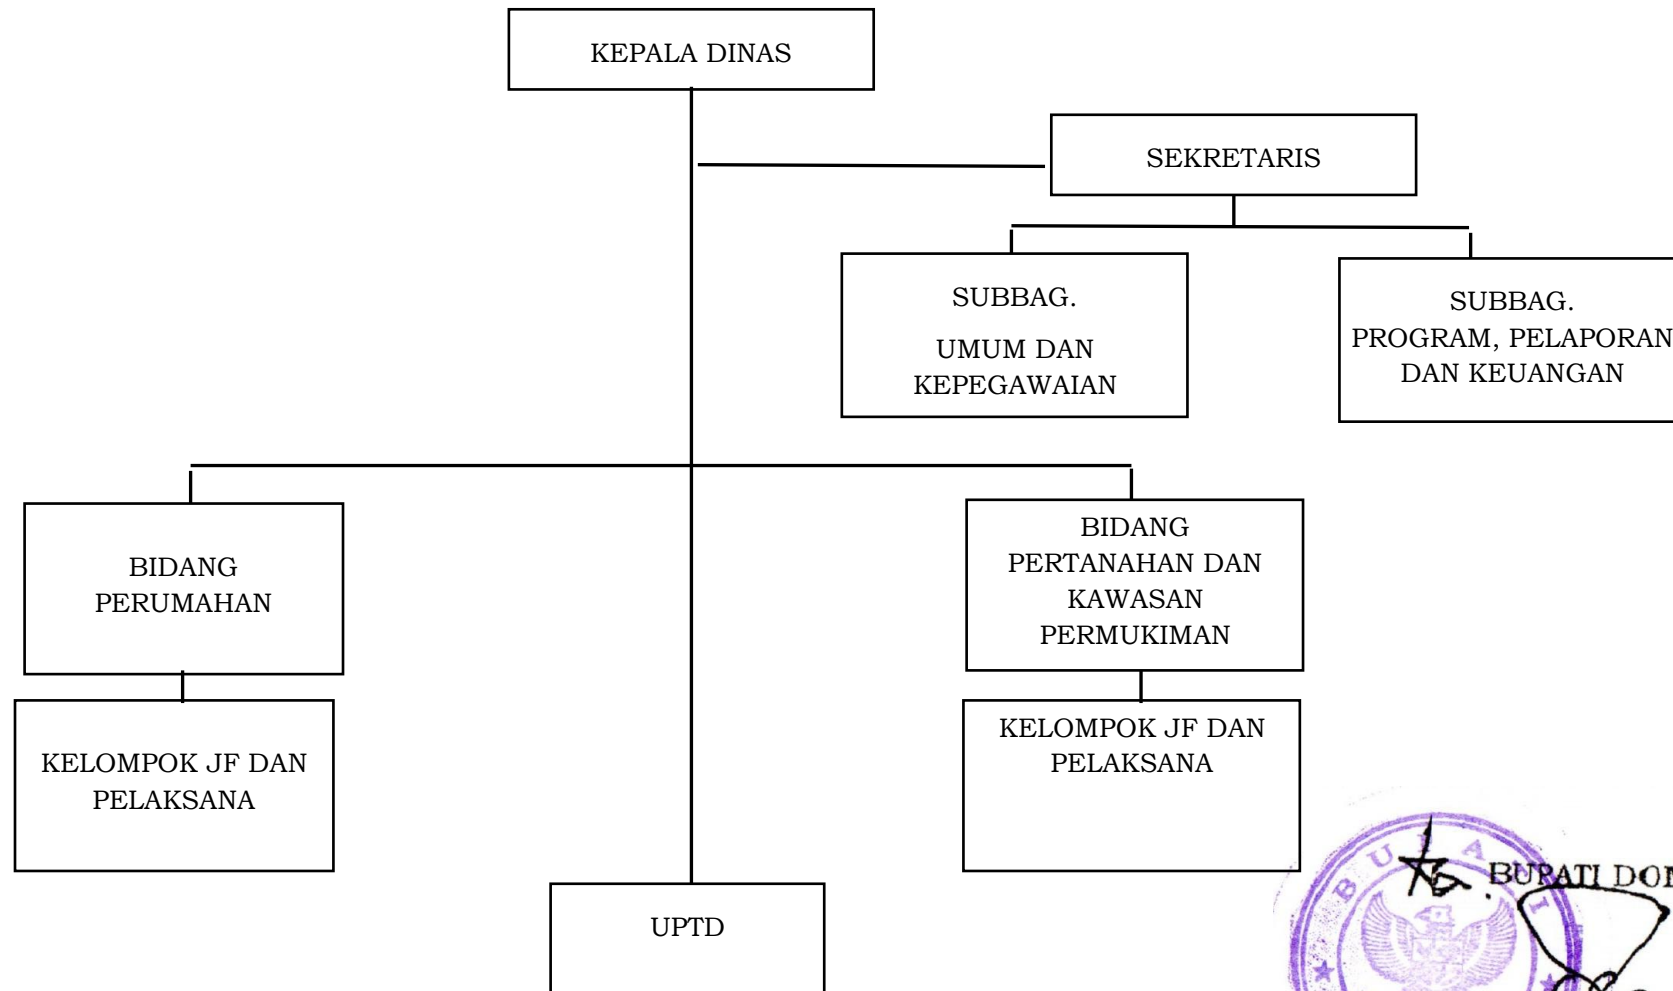 KEPALA DINAS
SEKRETARIS
SUBBAG.
UMUM DAN
KEPEGAWAIAN
SUBBAG.
PROGRAM, PELAPORAN
DAN KEUANGAN
BIDANG
PERUMAHAN
BIDANG
PERTANAHAN DAN
KAWASAN
PERMUKIMAN
KELOMPOK JF DAN
PELAKSANA
KELOMPOK JF DAN
PELAKSANA
UPTD
BUPATI
BUPATI